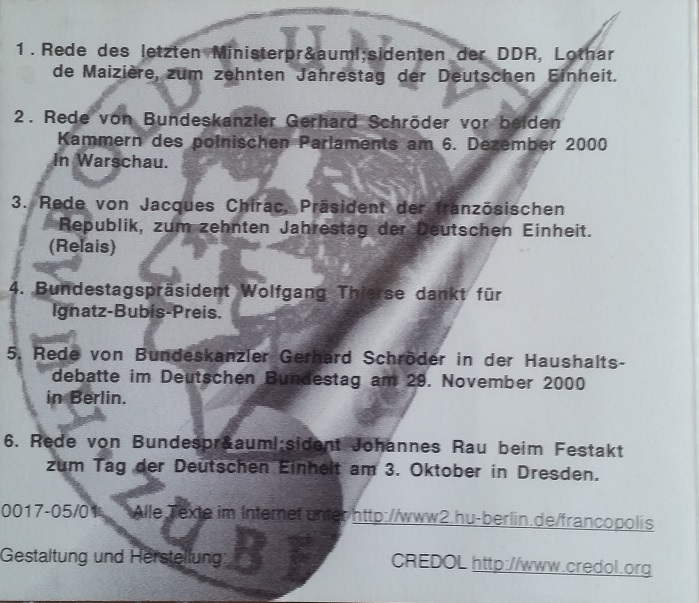 1. Rede des letzten Ministerpr&auml;sidenten der DDR, Lothar
de Maizière, zum zehnten Jahrestag der Deutschen Einheit.
2. Rede von Bundeskanzler Gerhard Schröder vor beiden
Kammern des polnischen Parlaments am 6. Dezember 2000
in Warschau.
3. Rede von Jacques Chirac, Präsident der französischen
Republik, zum zehnten Jahrestag der Deutschen Einheit.
(Relais)
4. Bundestagspräsident Wolfgang Thierse dankt für
Ignatz-Bubis-Preis.
5. Rede von Bundeskanzler Gerhard Schröder in der Haushalts-
debatte im Deutschen Bundestag am 29. November 2000
in Berlin.
6. Rede von Bundespr&auml;sident Johannes Rau beim Festakt
zum Tag der Deutschen Einheit am 3. Oktober in Dresden.
0017-05/01 Alle Texte im Internet unter http://www2.hu-berlin.de/francopolis
Gestaltung und Herstellung CREDOL http://www.credol.org